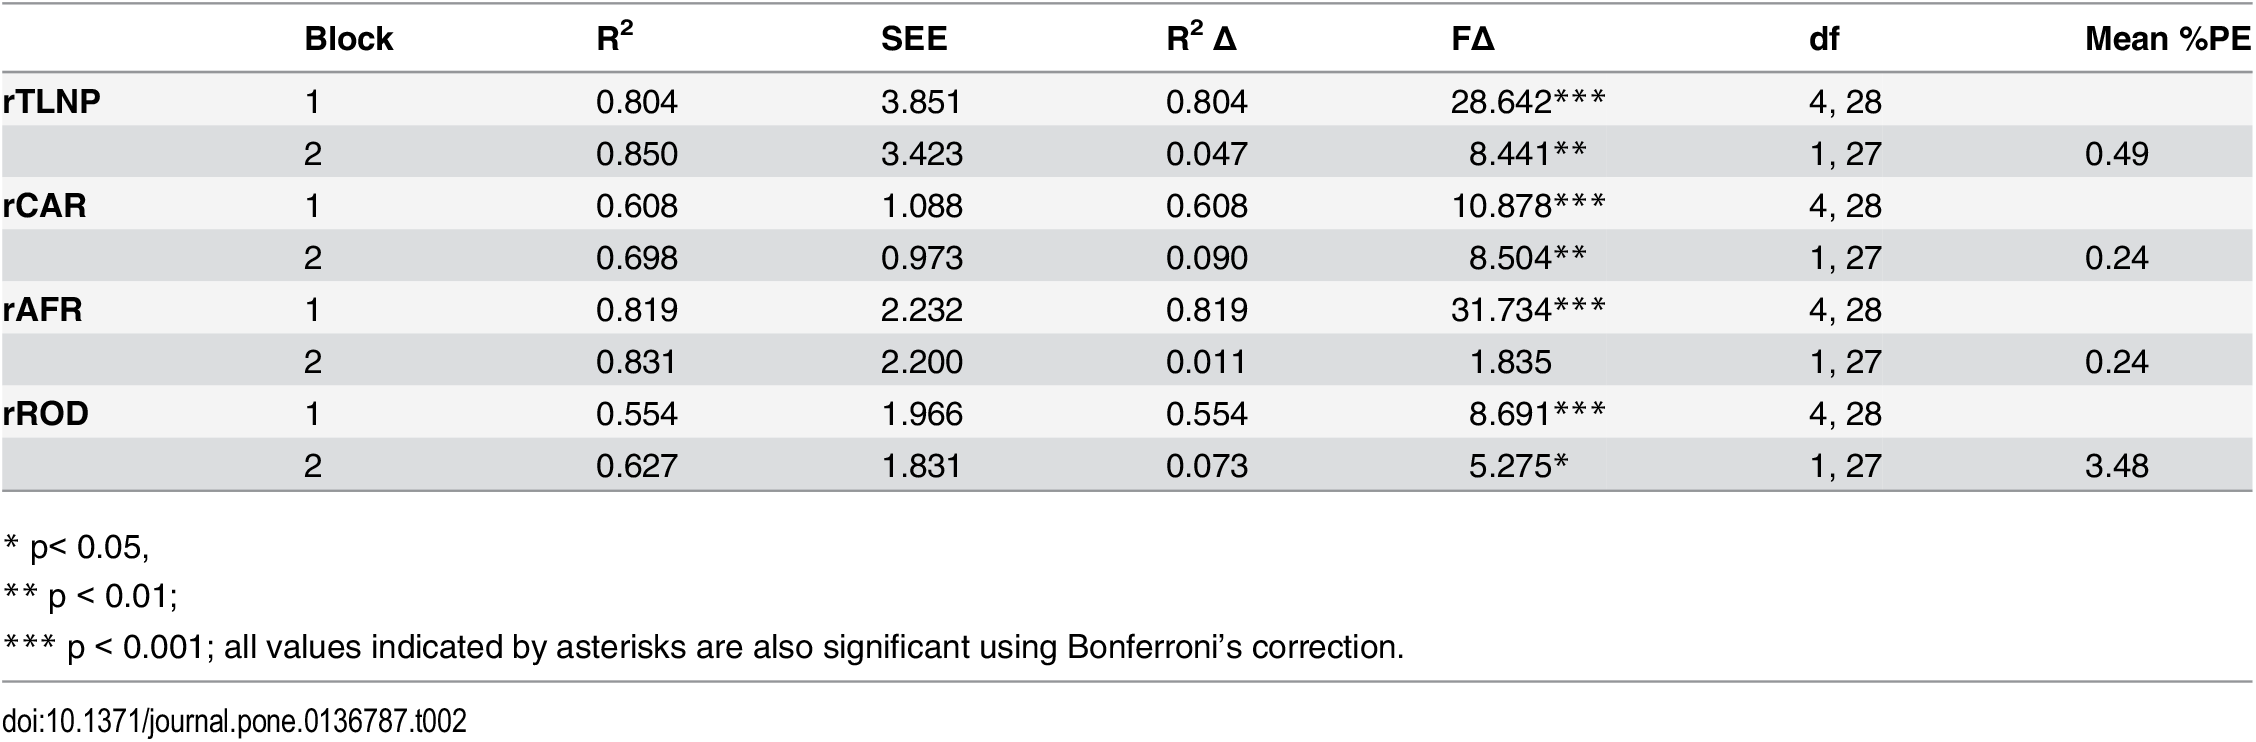 Block R² SEE R² Δ FΔ df Mean %PE
rTLNP 1 0.804 3.851 0.804 28.642*** 4, 28
2 0.850 3.423 0.047 8.441** 1, 27 0.49
rCAR 1 0.608 1.088 0.608 10.878*** 4, 28
2 0.698 0.973 0.090 8.504** 1, 27 0.24
rAFR 1 0.819 2.232 0.819 31.734*** 4, 28
2 0.831 2.200 0.011 1.835 1, 27 0.24
rROD 1 0.554 1.966 0.554 8.691*** 4, 28
2 0.627 1.831 0.073 5.275* 1, 27 3.48
* p< 0.05,
** p < 0.01;
*** p < 0.001; all values indicated by asterisks are also significant using Bonferroni’s correction.
doi:10.1371/journal.pone.0136787.t002